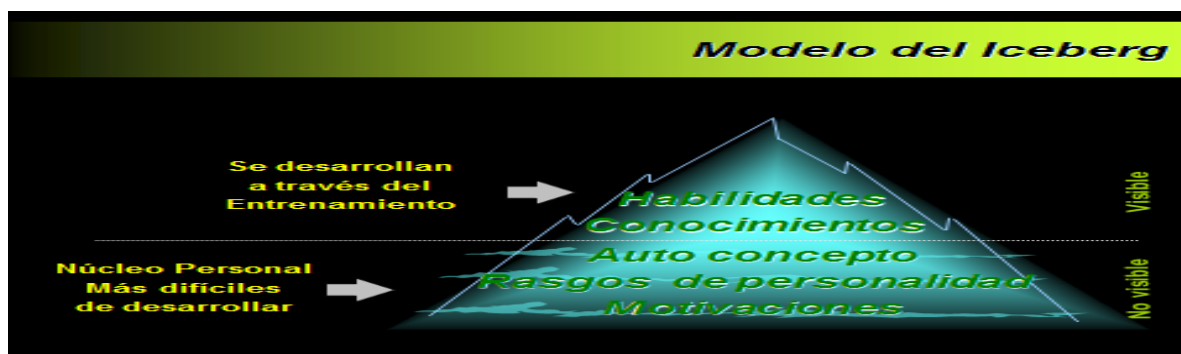 Modelo del Iceberg
Se desarrollan
a través del
Entrenamiento
Habilidades
Conocimientos
Visible
Núcleo Personal
Más difíciles
de desarrollar
Auto concepto
Rasgos de personalidad
Motivaciones
No visible